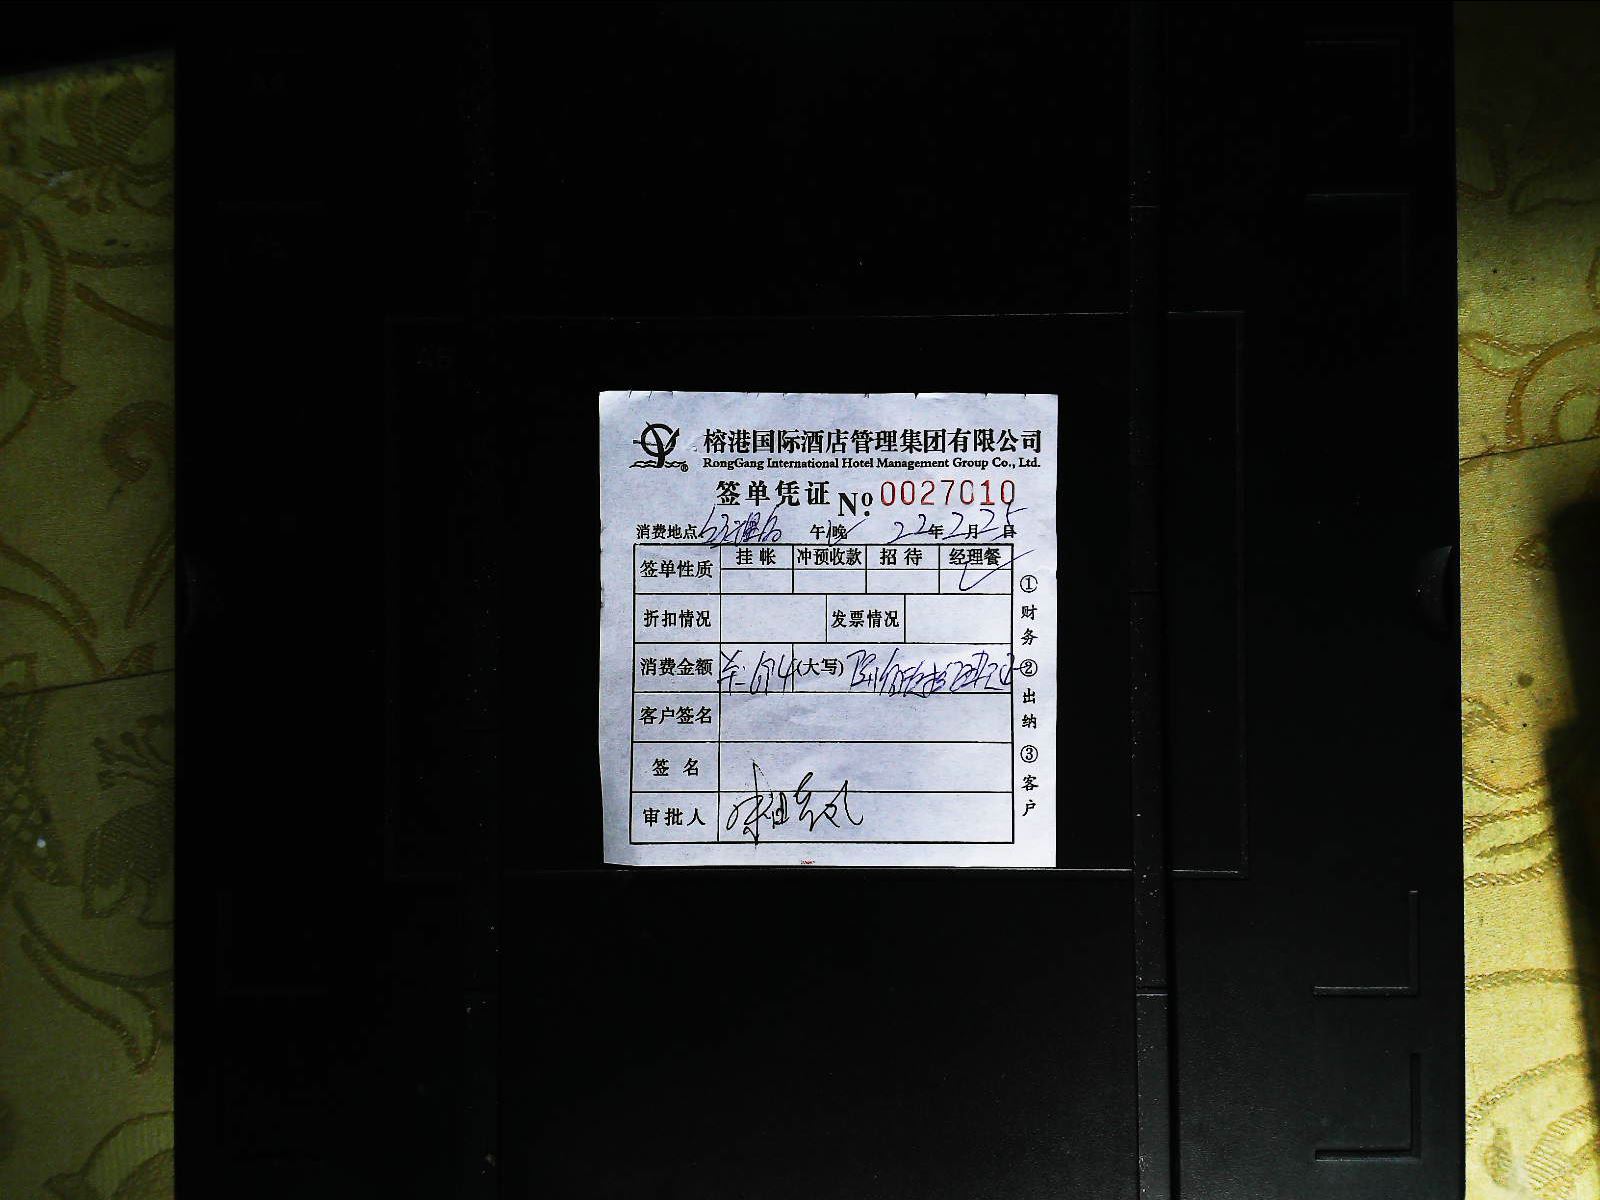 榕港国际酒店管理集团有限公司
RongGang International Hotel Management Group Co., Ltd.
签单凭证 No. 0027010
消费地点 午/晚 22年2月25日
签单性质 挂帐 冲预收款 招待 经理餐
折扣情况 发票情况
消费金额 (大写)
客户签名
签名
审批人
①财务 ②出纳 ③客户